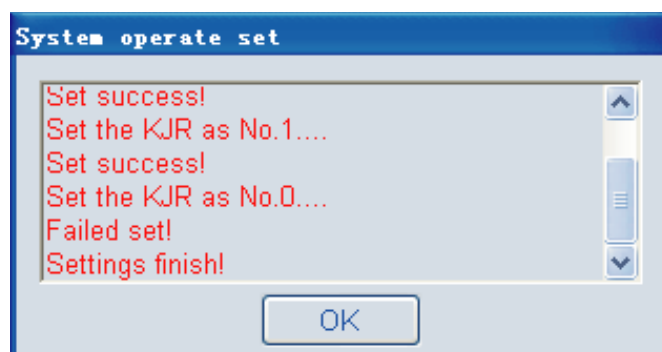 System operate set
Set success!
Set the KJR as No.1....
Set success!
Set the KJR as No.0....
Failed set!
Settings finish!
OK